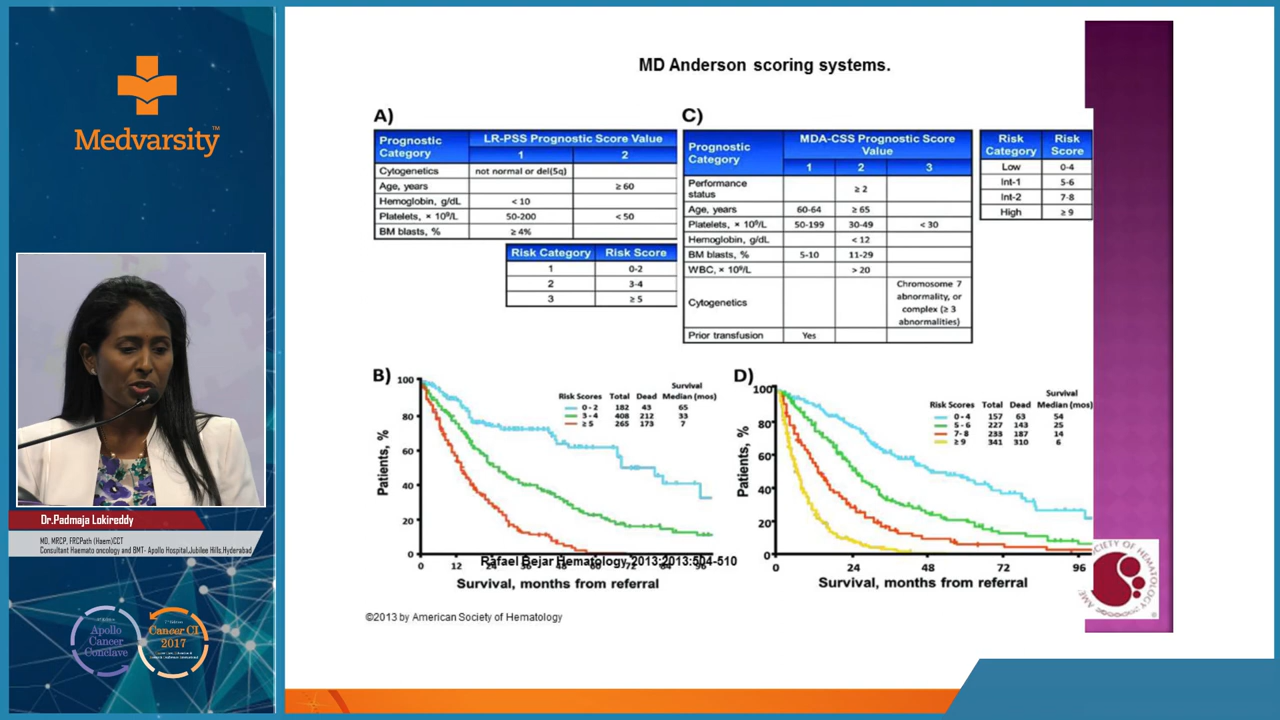 Medvarsity™
Dr.Padmaja Lokireddy
MD, MRCP, FRCPath (Haem)CCT
Consultant Haemato oncology and BMT- Apollo Hospital,Jubilee Hills,Hyderabad
Apollo
Cancer
Conclave
Cancer CI
2017
MD Anderson scoring systems.
A)
Prognostic Category
LR-PSS Prognostic Score Value
1 2
Cytogenetics not normal or del(5q)
Age, years ≥ 60
Hemoglobin, g/dL < 10
Platelets, × 10⁹/L 50-200 < 50
BM blasts, % ≥ 4%
Risk Category Risk Score
1 0-2
2 3-4
3 ≥ 5
C)
Prognostic Category
MDA-CSS Prognostic Score
Value
1 2 3
Performance
status ≥ 2
Age, years 60-64 ≥ 65
Platelets, × 10⁹/L 50-199 30-49 < 30
Hemoglobin, g/dL < 12
BM blasts, % 5-10 11-29
WBC, × 10⁹/L > 20
Cytogenetics
Chromosome 7
abnormality, or
complex (≥ 3
abnormalities)
Prior transfusion Yes
Risk Category
Risk Score
Low 0-4
Int-1 5-6
Int-2 7-8
High ≥ 9
B)
Patients, %
100
80
60
40
20
0
Survival
Risk Scores Total Dead Median (mos)
0 - 2 182 43 65
3 - 4 408 212 33
≥ 5 265 173 7
0 12 24 36 48
Survival, months from referral
Rafael Bejar Hematology 2013;2013:504-510
D)
Patients, %
100
80
60
40
20
0
Survival
Risk Scores Total Dead Median (mos)
0 - 4 157 63 54
5 - 6 227 143 25
7 - 8 233 187 14
≥ 9 341 310 6
0 24 48 72 96
Survival, months from referral
©2013 by American Society of Hematology
CIETY OF HEMATOLOGY
AME